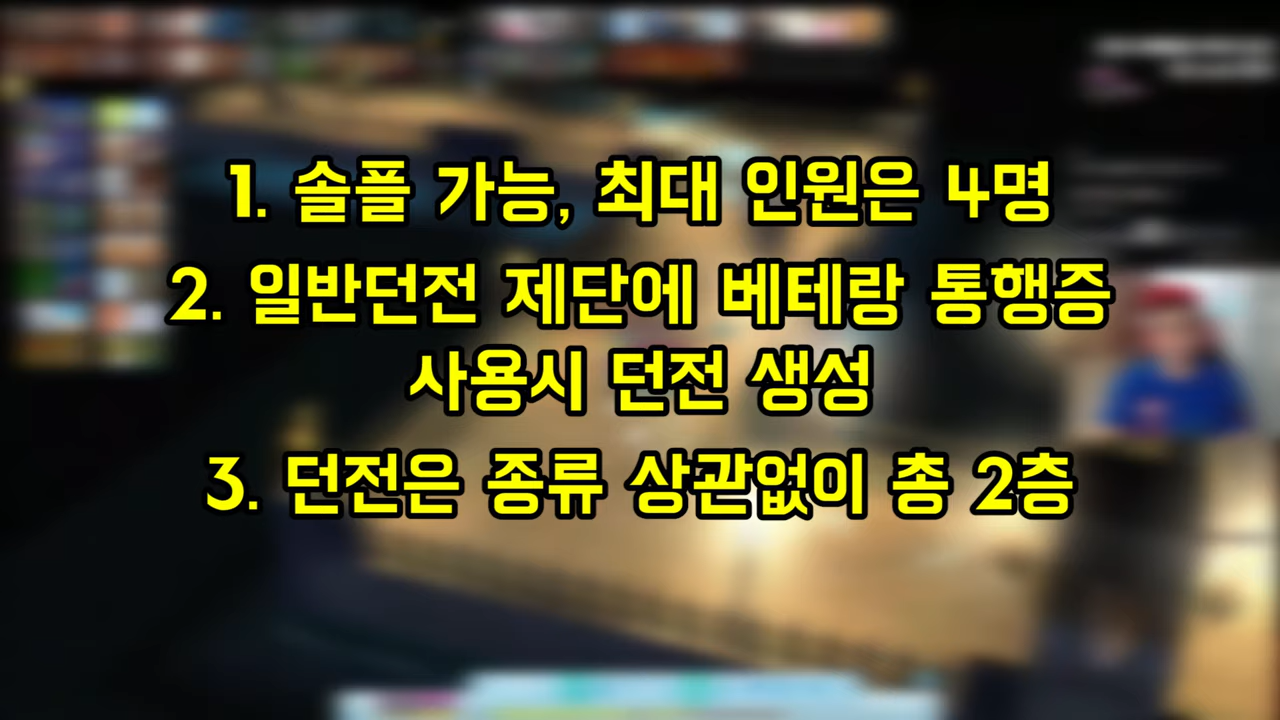 1. 솔플 가능, 최대 인원은 4명
2. 일반던전 제단에 베테랑 통행증
사용시 던전 생성
3. 던전은 종류 상관없이 총 2층